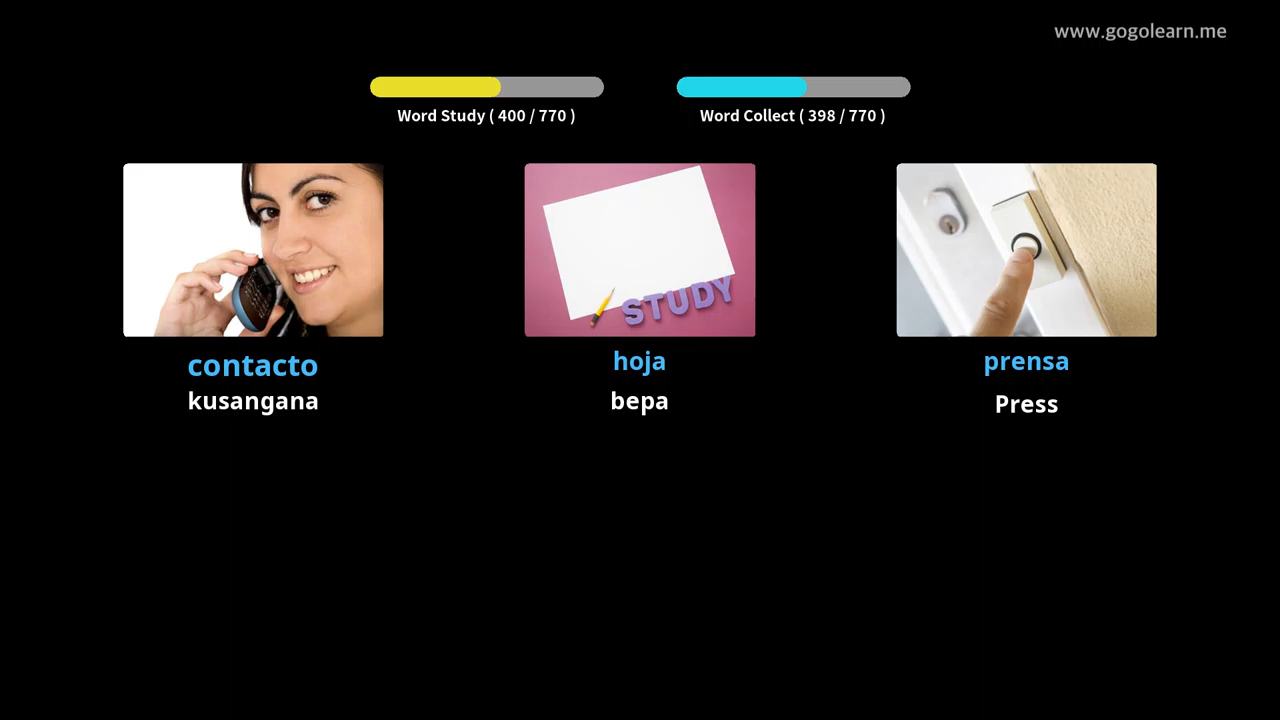 www.gogolearn.me
Word Study ( 400 / 770 )
Word Collect ( 398 / 770 )
STUDY
contacto
kusangana
hoja
bepa
prensa
Press